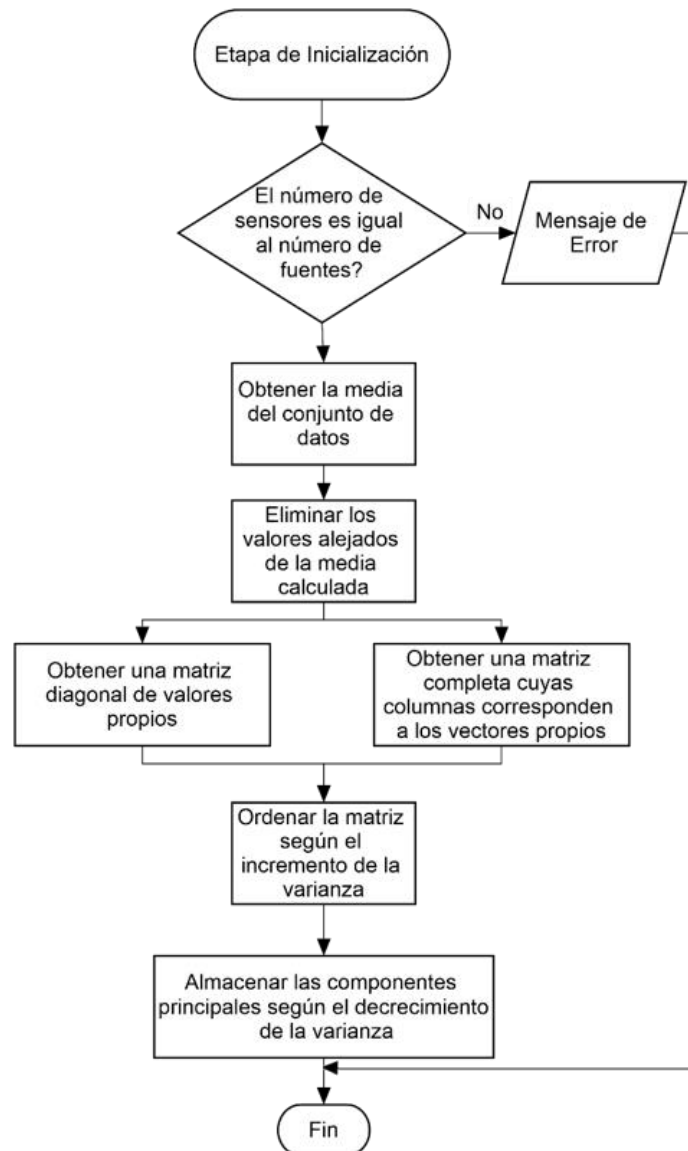 Etapa de Inicialización
El número de
sensores es igual
al número de
fuentes?
No
Mensaje de
Error
Obtener la media
del conjunto de
datos
Eliminar los
valores alejados
de la media
calculada
Obtener una matriz
diagonal de valores
propios
Obtener una matriz
completa cuyas
columnas corresponden
a los vectores propios
Ordenar la matriz
según el
incremento de la
varianza
Almacenar las componentes
principales según el decrecimiento
de la varianza
Fin